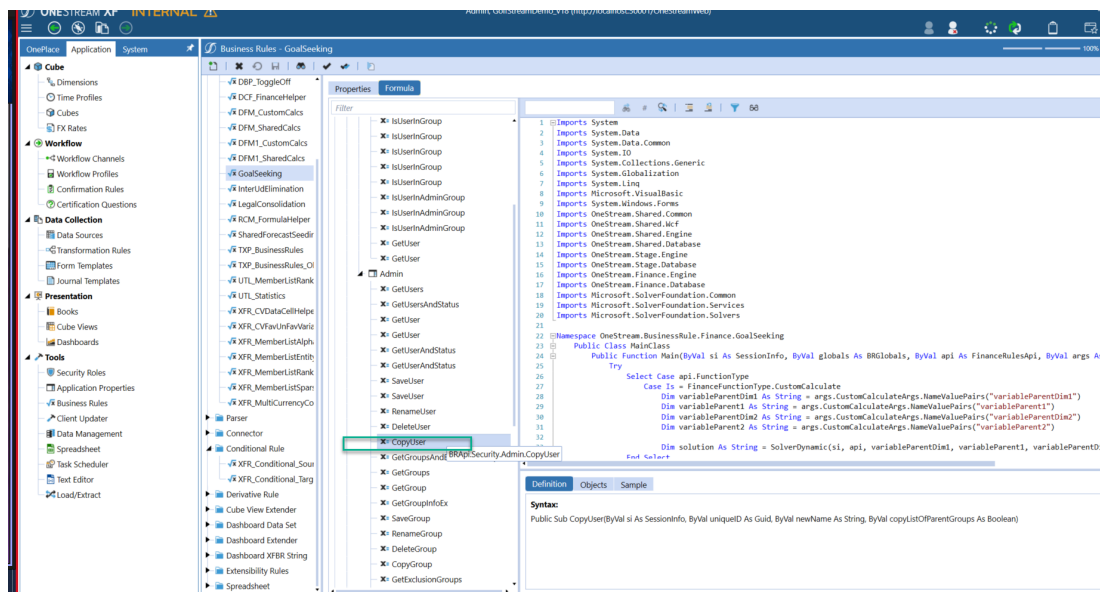 ONESTREAM XF INTERNAL
Admin, GolfStreamDemo_v18 (http://localhost:50001/OneStreamWeb)
OnePlace Application System
Business Rules - GoalSeeking
100%
Cube
Dimensions
Time Profiles
Cubes
FX Rates
Workflow
Workflow Channels
Workflow Profiles
Confirmation Rules
Certification Questions
Data Collection
Data Sources
Transformation Rules
Form Templates
Journal Templates
Presentation
Books
Cube Views
Dashboards
Tools
Security Roles
Application Properties
Business Rules
Client Updater
Data Management
Spreadsheet
Task Scheduler
Text Editor
Load/Extract
DBP_ToggleOff
DCF_FinanceHelper
DFM_CustomCalcs
DFM_SharedCalcs
DFM1_CustomCalcs
DFM1_SharedCalcs
GoalSeeking
InterUdElimination
LegalConsolidation
RCM_FormulaHelper
SharedForecastSeedir
TXP_BusinessRules
TXP_BusinessRules_Ol
UTL_MemberListRank
UTL_Statistics
XFR_CVDataCellHelpe
XFR_CVFavUnFavVaria
XFR_MemberListAlpha
XFR_MemberListEntity
XFR_MemberListRank
XFR_MemberListSpars
XFR_MultiCurrencyCo
Parser
Connector
Conditional Rule
XFR_Conditional_Sour
XFR_Conditional_Targ
Derivative Rule
Cube View Extender
Dashboard Data Set
Dashboard Extender
Dashboard XFBR String
Extensibility Rules
Spreadsheet
Properties Formula
Filter
IsUserInGroup
IsUserInGroup
IsUserInGroup
IsUserInGroup
IsUserInGroup
IsUserInAdminGroup
IsUserInAdminGroup
IsUserInAdminGroup
GetUser
GetUser
Admin
GetUsers
GetUsersAndStatus
GetUser
GetUser
GetUserAndStatus
GetUserAndStatus
SaveUser
SaveUser
RenameUser
DeleteUser
CopyUser
BRApi.Security.Admin.CopyUser
GetGroupsAndE
GetGroups
GetGroup
GetGroupInfoEx
SaveGroup
RenameGroup
DeleteGroup
CopyGroup
GetExclusionGroups
1 Imports System
2 Imports System.Data
3 Imports System.Data.Common
4 Imports System.IO
5 Imports System.Collections.Generic
6 Imports System.Globalization
7 Imports System.Linq
8 Imports Microsoft.VisualBasic
9 Imports System.Windows.Forms
10 Imports OneStream.Shared.Common
11 Imports OneStream.Shared.Wcf
12 Imports OneStream.Shared.Engine
13 Imports OneStream.Shared.Database
14 Imports OneStream.Stage.Engine
15 Imports OneStream.Stage.Database
16 Imports OneStream.Finance.Engine
17 Imports OneStream.Finance.Database
18 Imports Microsoft.SolverFoundation.Common
19 Imports Microsoft.SolverFoundation.Services
20 Imports Microsoft.SolverFoundation.Solvers
21
22 Namespace OneStream.BusinessRule.Finance.GoalSeeking
23 Public Class MainClass
24 Public Function Main(ByVal si As SessionInfo, ByVal globals As BRGlobals, ByVal api As FinanceRulesApi, ByVal args As
25 Try
26 Select Case api.FunctionType
27 Case Is = FinanceFunctionType.CustomCalculate
28 Dim variableParentDim1 As String = args.CustomCalculateArgs.NameValuePairs("variableParentDim1")
29 Dim variableParent1 As String = args.CustomCalculateArgs.NameValuePairs("variableParent1")
30 Dim variableParentDim2 As String = args.CustomCalculateArgs.NameValuePairs("variableParentDim2")
31 Dim variableParent2 As String = args.CustomCalculateArgs.NameValuePairs("variableParent2")
32
Dim solution As String = SolverDynamic(si, api, variableParentDim1, variableParent1, variableParentD
End Select
Definition Objects Sample
Syntax:
Public Sub CopyUser(ByVal si As SessionInfo, ByVal uniqueID As Guid, ByVal newName As String, ByVal copyListOfParentGroups As Boolean)